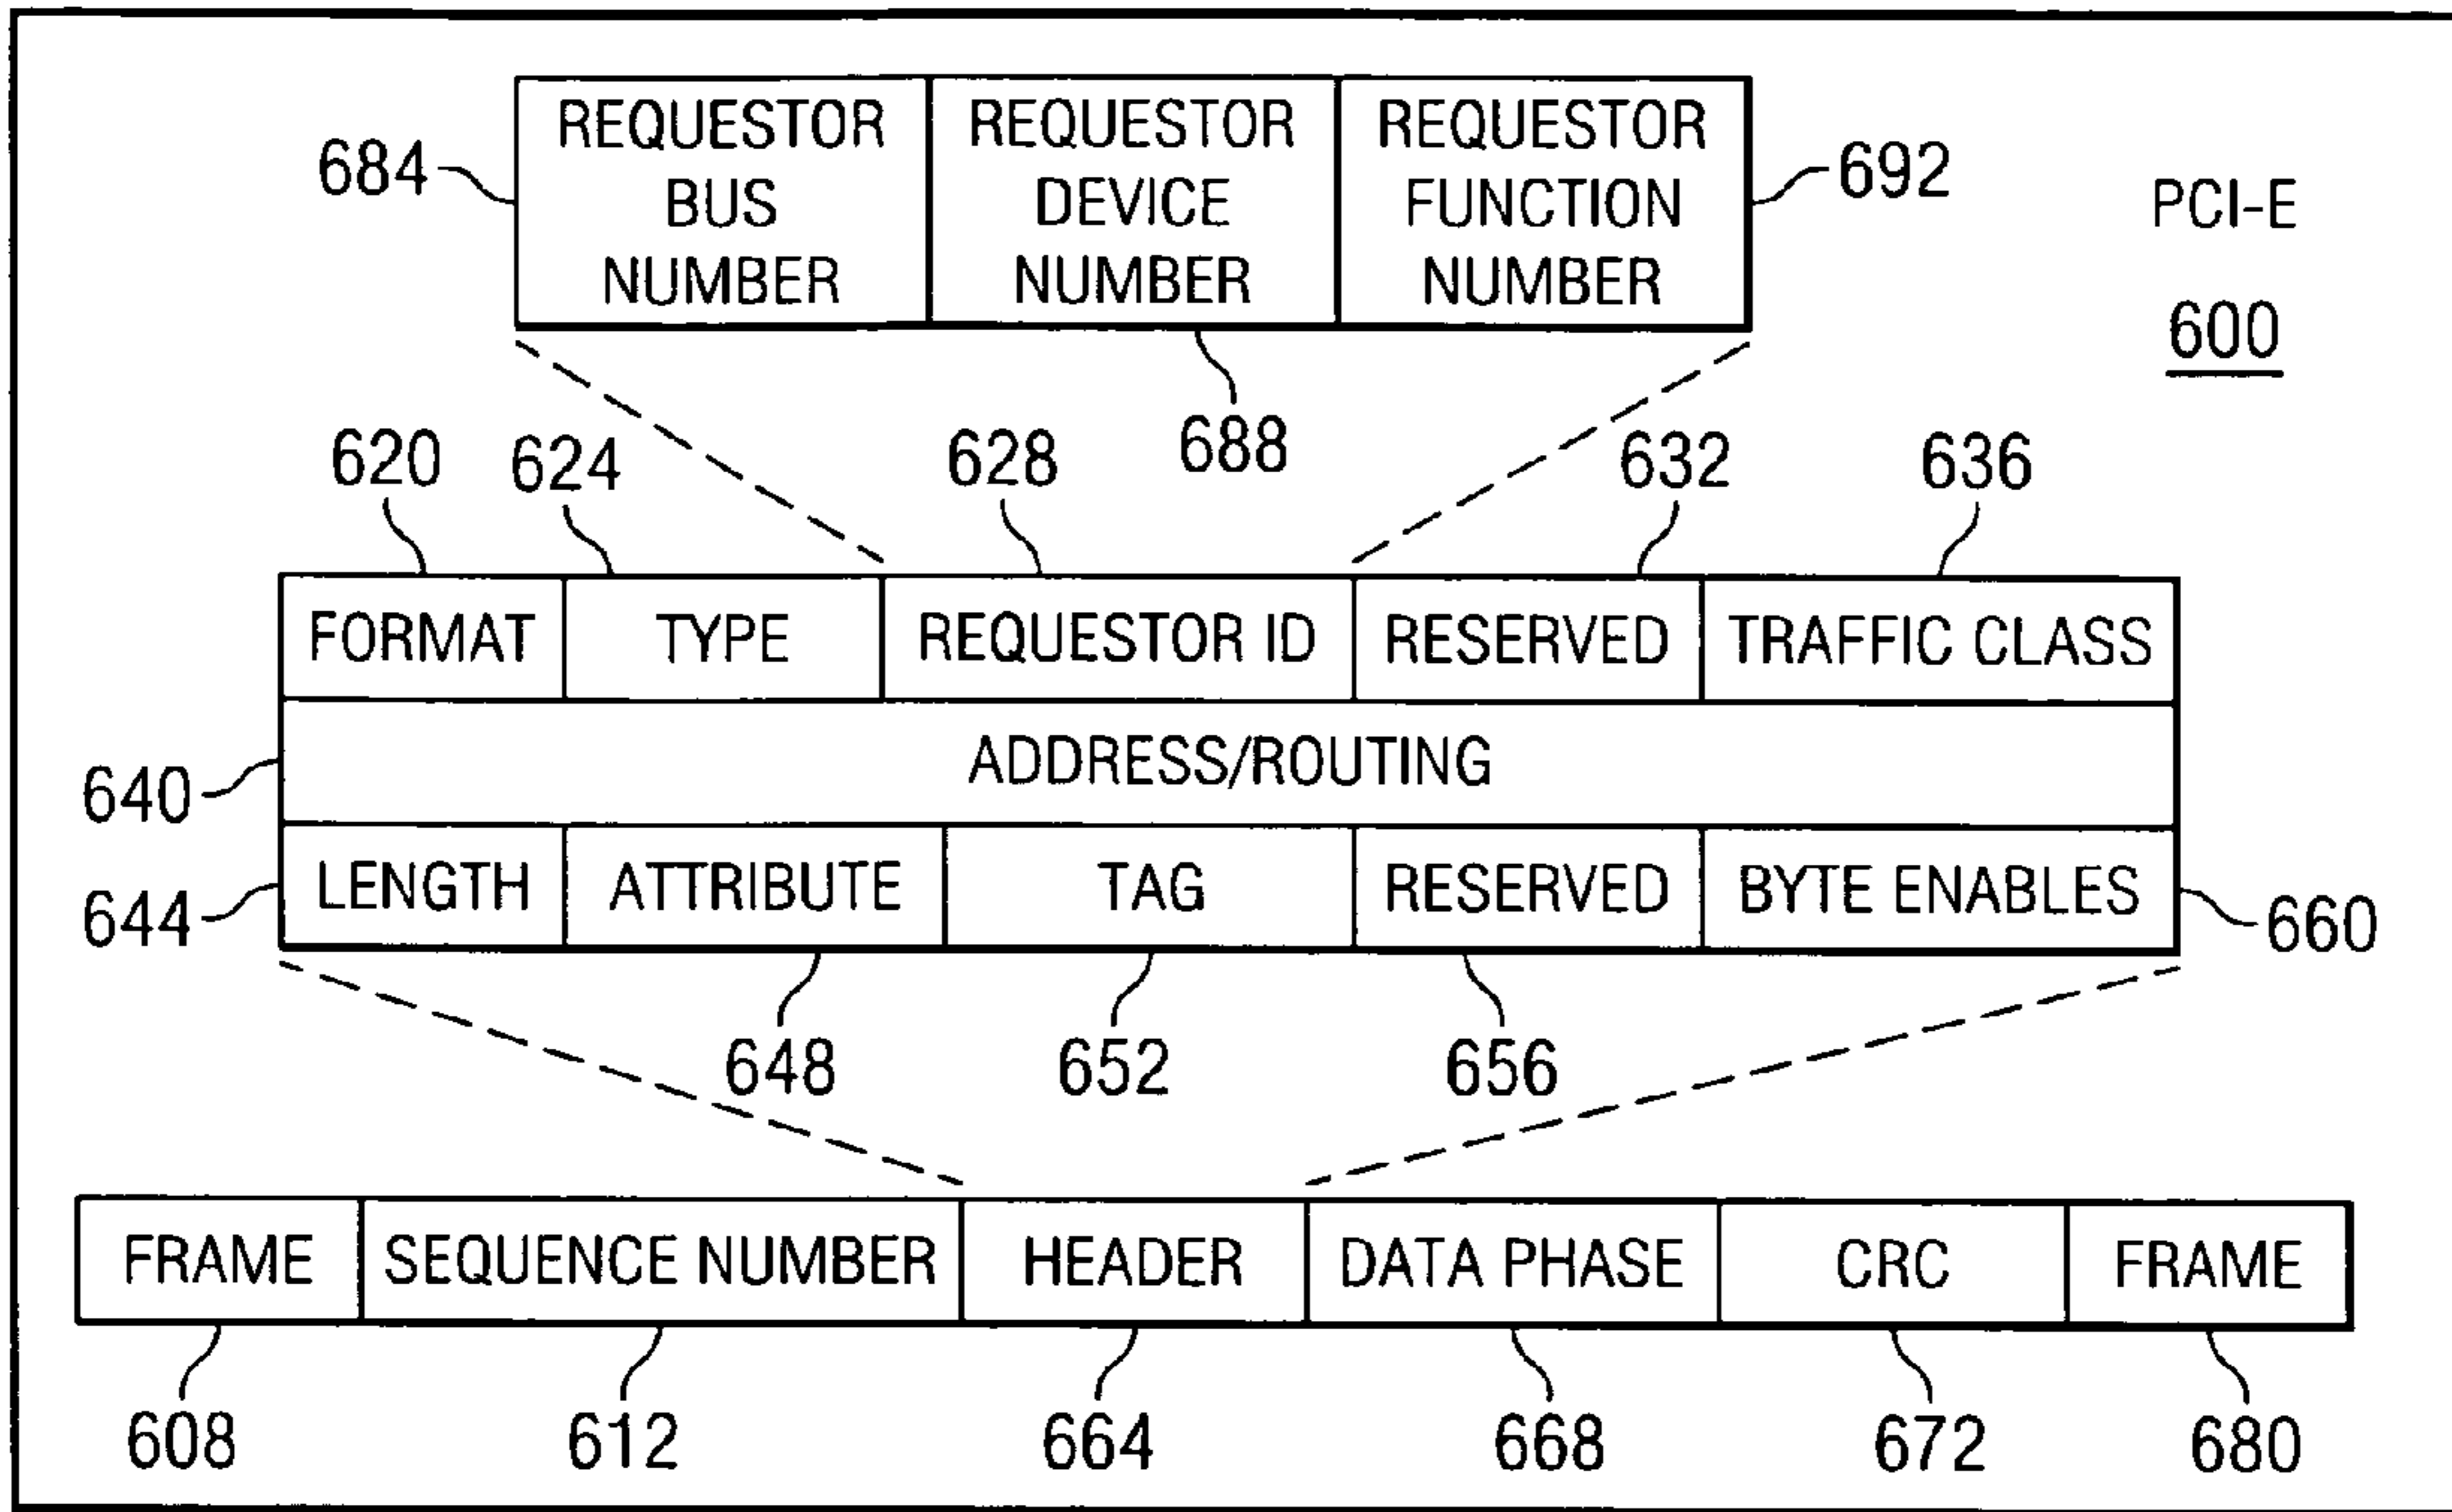 REQUESTOR BUS NUMBER
REQUESTOR DEVICE NUMBER
REQUESTOR FUNCTION NUMBER
684
692
PCI-E
600
688
620
624
628
632
636
FORMAT TYPE REQUESTOR ID RESERVED TRAFFIC CLASS
ADDRESS/ROUTING
640
LENGTH ATTRIBUTE TAG RESERVED BYTE ENABLES
644
660
648
652
656
FRAME SEQUENCE NUMBER HEADER DATA PHASE CRC FRAME
608
612
664
668
672
680